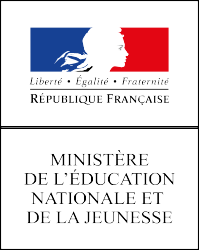 Liberté • Égalité • Fraternité
RÉPUBLIQUE FRANÇAISE
MINISTÈRE
DE L'ÉDUCATION
NATIONALE ET
DE LA JEUNESSE